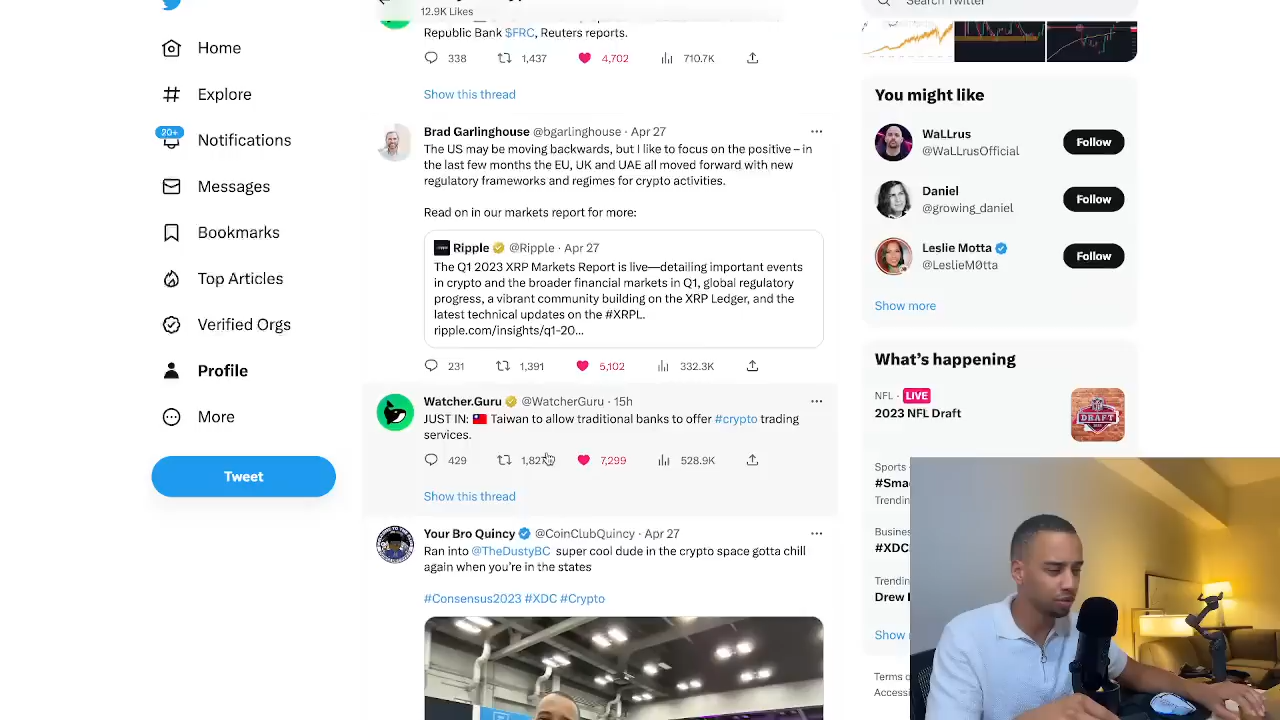 12.9K Likes
Search Twitter
Republic Bank $FRC, Reuters reports.
338 1,437 4,702 710.7K
Show this thread
Brad Garlinghouse @bgarlinghouse · Apr 27
The US may be moving backwards, but I like to focus on the positive – in
the last few months the EU, UK and UAE all moved forward with new
regulatory frameworks and regimes for crypto activities.
Read on in our markets report for more:
Ripple @Ripple · Apr 27
The Q1 2023 XRP Markets Report is live—detailing important events
in crypto and the broader financial markets in Q1, global regulatory
progress, a vibrant community building on the XRP Ledger, and the
latest technical updates on the #XRPL.
ripple.com/insights/q1-20...
231 1,391 5,102 332.3K
Watcher.Guru @WatcherGuru · 15h
JUST IN: 🇹🇼 Taiwan to allow traditional banks to offer #crypto trading
services.
429 1,827 7,299 528.9K
Show this thread
Your Bro Quincy @CoinClubQuincy · Apr 27
Ran into @TheDustyBC super cool dude in the crypto space gotta chill
again when you're in the states
#Consensus2023 #XDC #Crypto
Home
Explore
20+
Notifications
Messages
Bookmarks
Top Articles
Verified Orgs
Profile
More
Tweet
You might like
WaLLrus
@WaLLrusOfficial
Follow
Daniel
@growing_daniel
Follow
Leslie Motta
@LeslieM0tta
Follow
Show more
What's happening
NFL · LIVE
2023 NFL Draft
DRAFT
Sports
#Sma
Trendin
Busines
#XDC
Trendin
Drew
Show
Terms o
Accessi